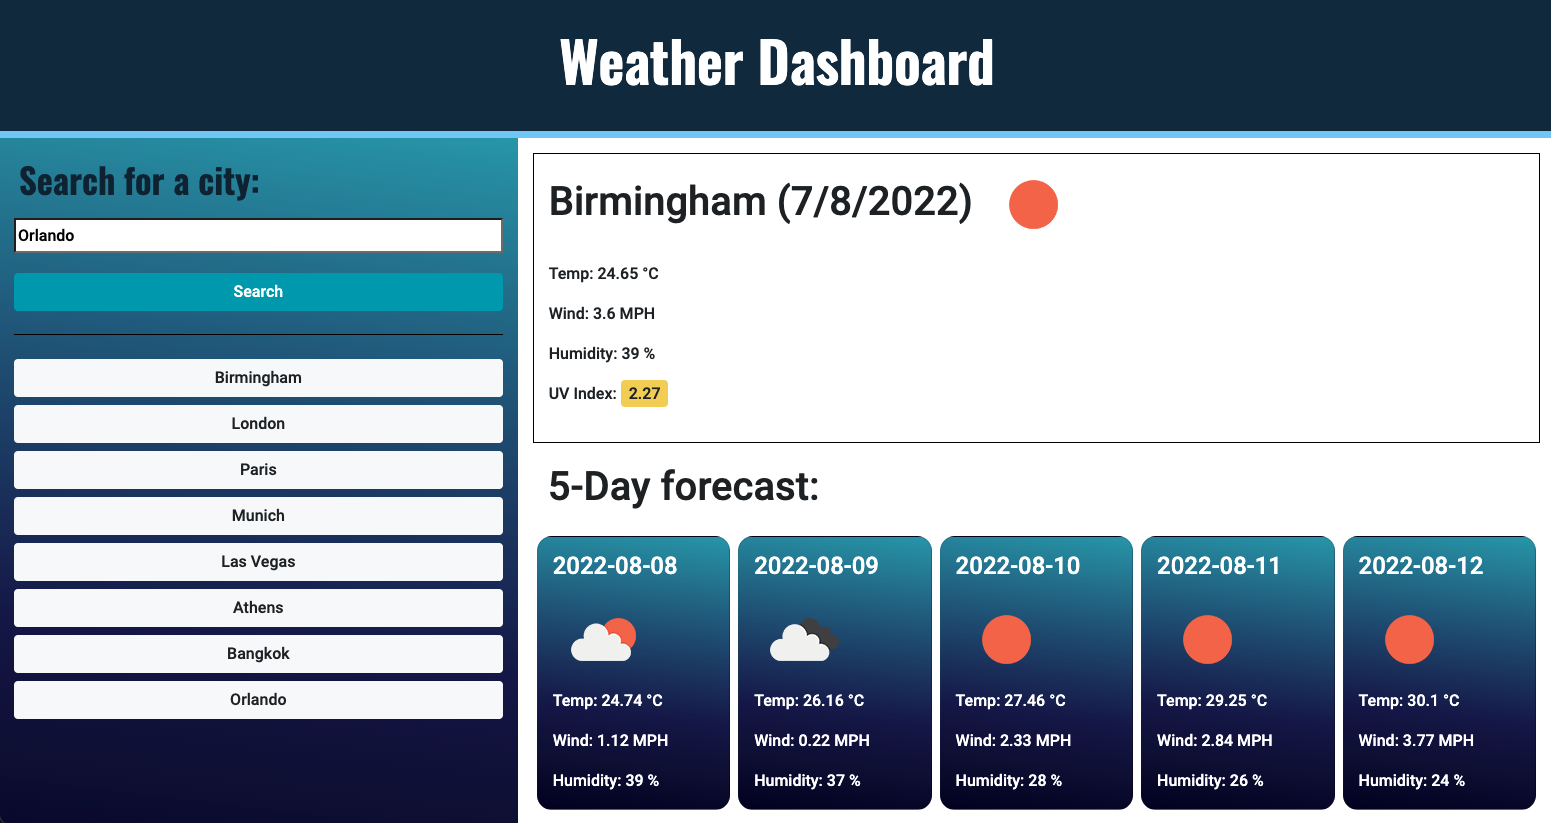 Weather Dashboard
Search for a city:
Orlando
Search
Birmingham
London
Paris
Munich
Las Vegas
Athens
Bangkok
Orlando
Birmingham (7/8/2022)
Temp: 24.65 °C
Wind: 3.6 MPH
Humidity: 39 %
UV Index: 2.27
5-Day forecast:
2022-08-08
Temp: 24.74 °C
Wind: 1.12 MPH
Humidity: 39 %
2022-08-09
Temp: 26.16 °C
Wind: 0.22 MPH
Humidity: 37 %
2022-08-10
Temp: 27.46 °C
Wind: 2.33 MPH
Humidity: 28 %
2022-08-11
Temp: 29.25 °C
Wind: 2.84 MPH
Humidity: 26 %
2022-08-12
Temp: 30.1 °C
Wind: 3.77 MPH
Humidity: 24 %